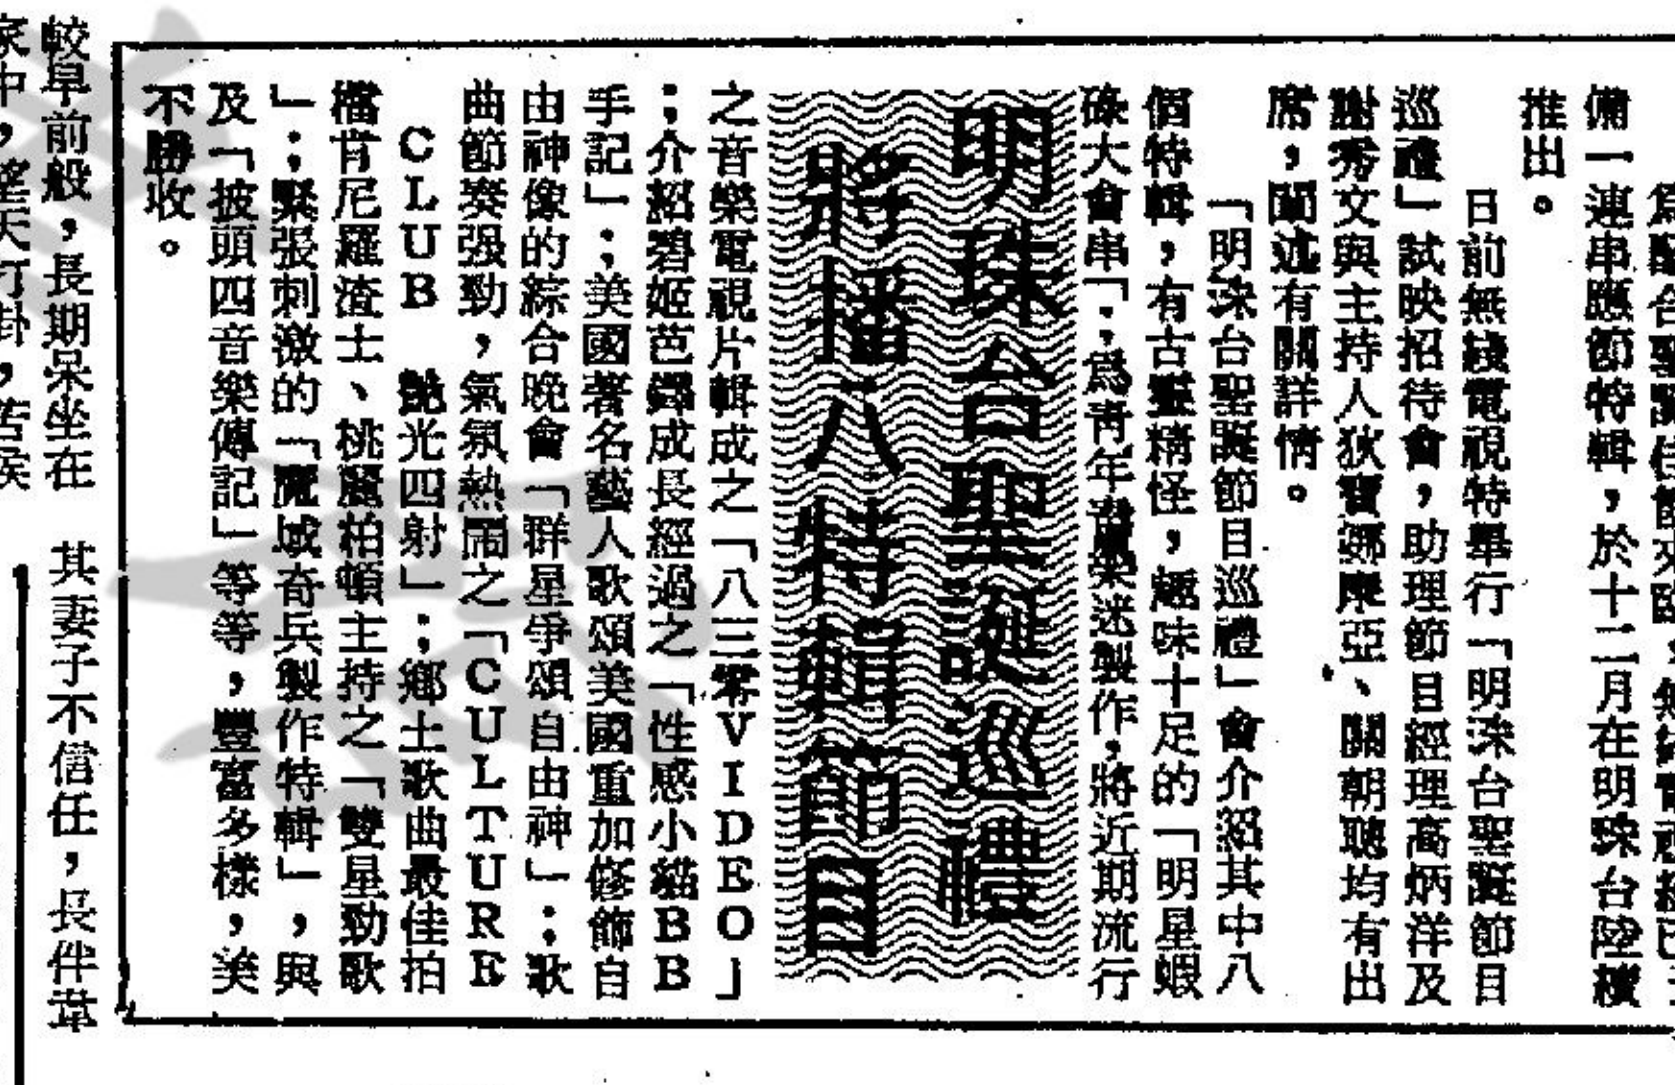 明珠台聖誕巡禮
將播八特輯節目
備一連串應節特輯，於十二月在明珠台陸續
推出。
日前無綫電視特舉行「明珠台聖誕節目
巡禮」試映招待會，助理節目經理高炳洋及
謝秀文與主持人狄寶娜摩亞、關朝聰均有出
席，闡述有關詳情。
「明珠台聖誕節目巡禮」會介紹其中八
個特輯，有古靈精怪，趣味十足的「明星蝦
碌大會串「；為青年音樂迷製作，將近期流行
之音樂電視片輯成之「八三零VIDEO」
；介紹碧姬芭鐸成長經過之「性感小貓BB
手記」；美國著名藝人歌頌美國重加修飾自
由神像的綜合晚會「群星爭頌自由神」；歌
曲節奏强勁，氣氛熱鬧之「CULTURE
CLUB 艶光四射」；鄉土歌曲最佳拍
檔肯尼羅渣士、桃麗柏頓主持之「雙星勁歌
」；緊張刺激的「魔域奇兵製作特輯」，與
及「披頭四音樂傳記」等等，豐富多樣，美
不勝收。
較早前般，長期呆坐在
其妻子不信任，長伴韋